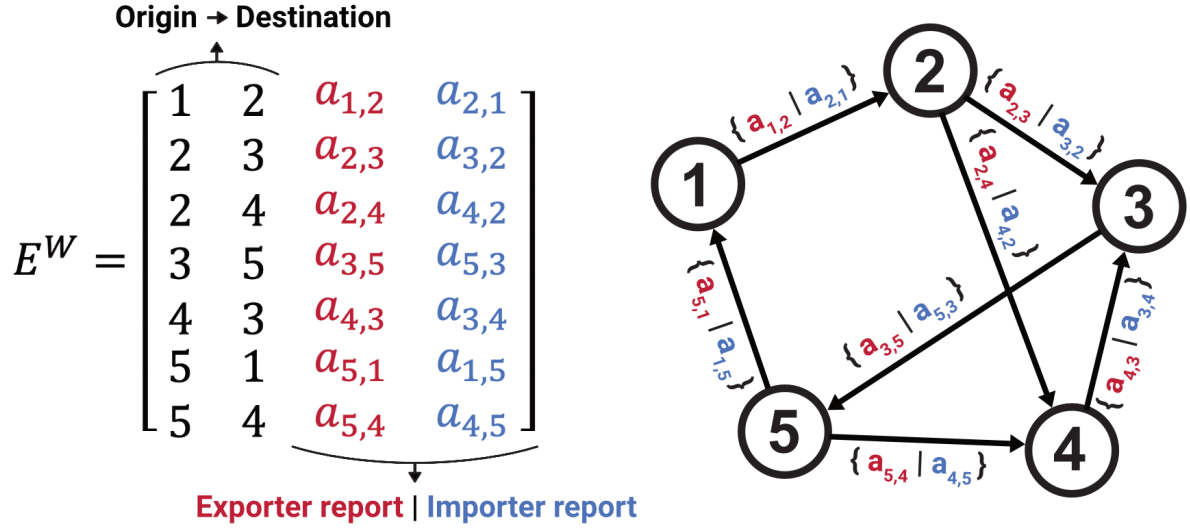 Origin → Destination
E^W =
1 2 a_{1,2} a_{2,1}
2 3 a_{2,3} a_{3,2}
2 4 a_{2,4} a_{4,2}
3 5 a_{3,5} a_{5,3}
4 3 a_{4,3} a_{3,4}
5 1 a_{5,1} a_{1,5}
5 4 a_{5,4} a_{4,5}
Exporter report | Importer report
2
{ a_{1,2} | a_{2,1} }
{ a_{2,3} | a_{3,2} }
1
{ a_{2,4} | a_{4,2} }
3
{ a_{5,1} | a_{1,5} }
{ a_{3,5} | a_{5,3} }
{ a_{4,3} | a_{3,4} }
5
4
{ a_{5,4} | a_{4,5} }